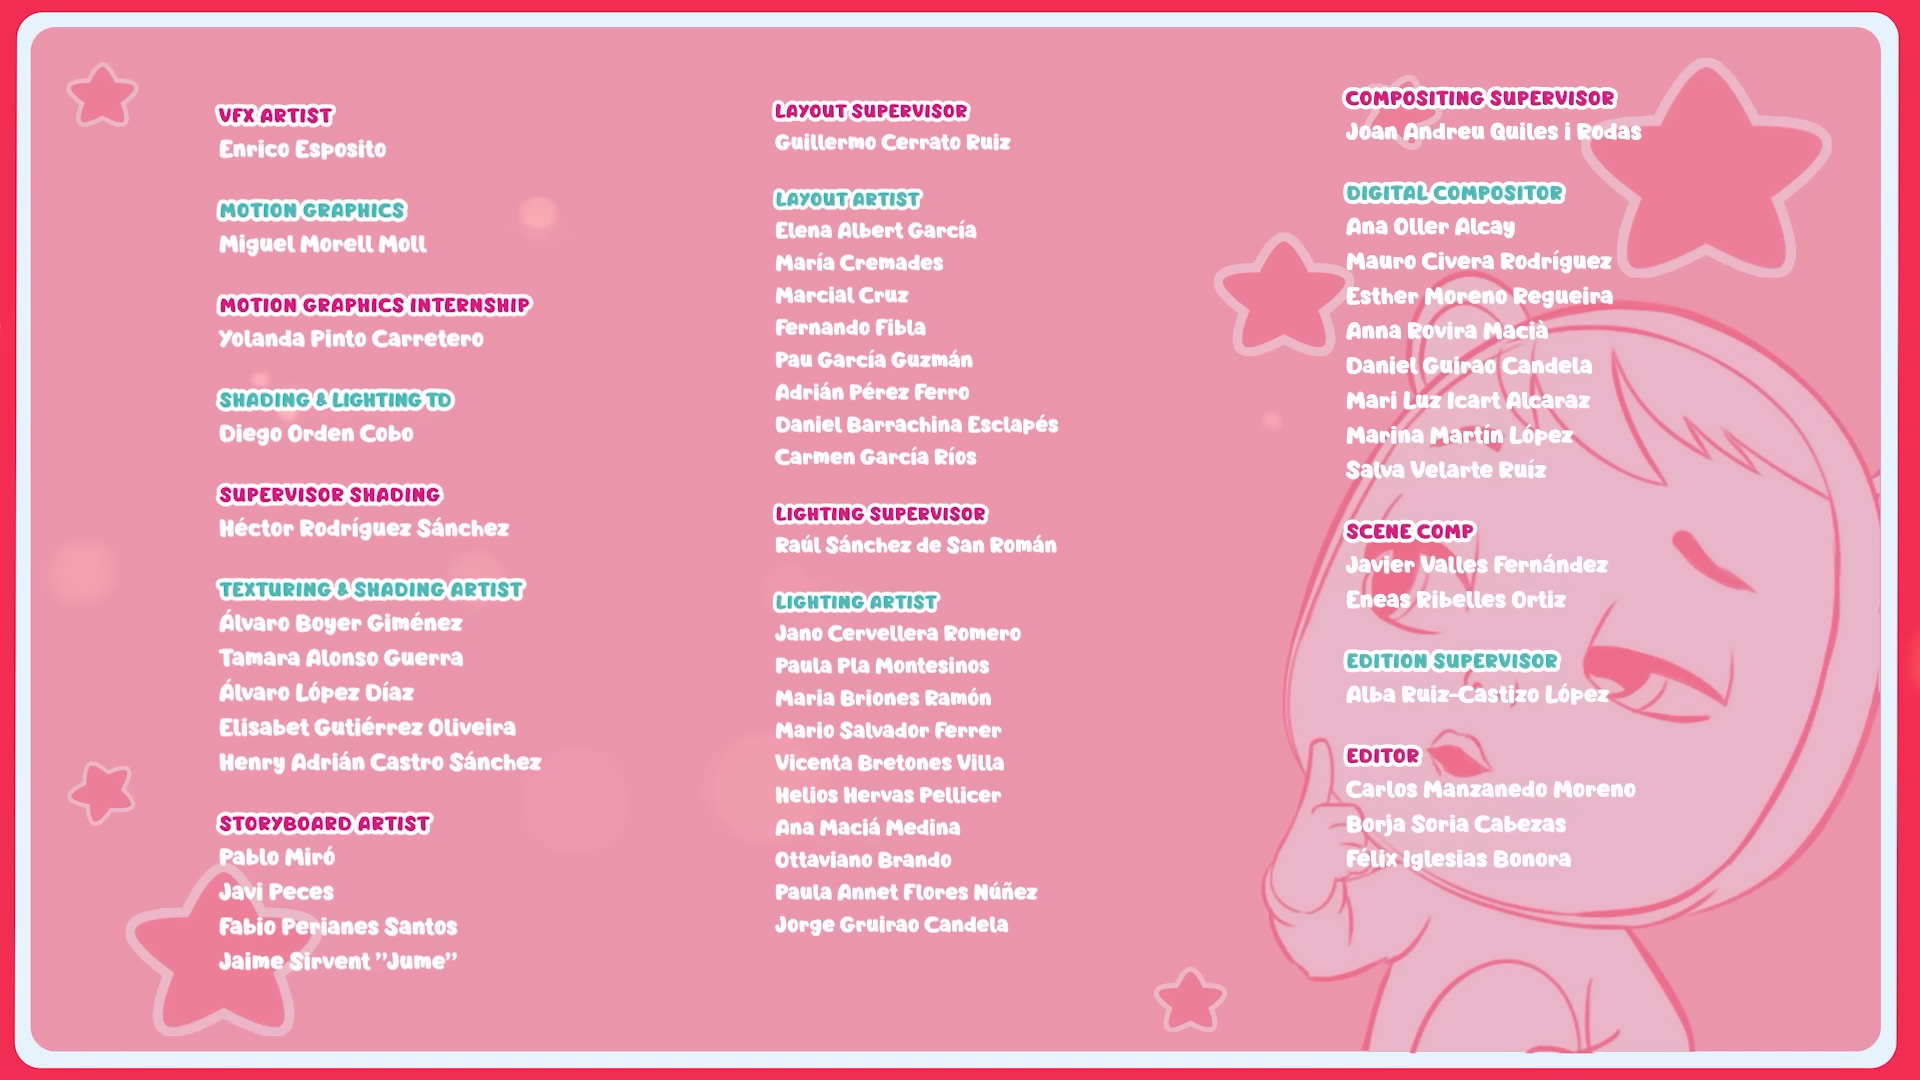 VFX ARTIST
Enrico Esposito
MOTION GRAPHICS
Miguel Morell Moll
MOTION GRAPHICS INTERNSHIP
Yolanda Pinto Carretero
SHADING & LIGHTING TD
Diego Orden Cobo
SUPERVISOR SHADING
Héctor Rodríguez Sánchez
TEXTURING & SHADING ARTIST
Álvaro Boyer Giménez
Tamara Alonso Guerra
Álvaro López Díaz
Elisabet Gutiérrez Oliveira
Henry Adrián Castro Sánchez
STORYBOARD ARTIST
Pablo Miró
Javi Peces
Fabio Perianes Santos
Jaime Sirvent "Jume"
LAYOUT SUPERVISOR
Guillermo Cerrato Ruiz
LAYOUT ARTIST
Elena Albert García
María Cremades
Marcial Cruz
Fernando Fibla
Pau García Guzmán
Adrián Pérez Ferro
Daniel Barrachina Esclapés
Carmen García Ríos
LIGHTING SUPERVISOR
Raúl Sánchez de San Román
LIGHTING ARTIST
Jano Cervellera Romero
Paula Pla Montesinos
Maria Briones Ramón
Mario Salvador Ferrer
Vicenta Bretones Villa
Helios Hervas Pellicer
Ana Maciá Medina
Ottaviano Brando
Paula Annet Flores Núñez
Jorge Gruirao Candela
COMPOSITING SUPERVISOR
Joan Andreu Quiles i Rodas
DIGITAL COMPOSITOR
Ana Oller Alcay
Mauro Civera Rodríguez
Esther Moreno Regueira
Anna Rovira Macià
Daniel Guirao Candela
Mari Luz Icart Alcaraz
Marina Martín López
Salva Velarte Ruíz
SCENE COMP
Javier Valles Fernández
Eneas Ribelles Ortiz
EDITION SUPERVISOR
Alba Ruiz-Castizo López
EDITOR
Carlos Manzanedo Moreno
Borja Soria Cabezas
Félix Iglesias Bonora